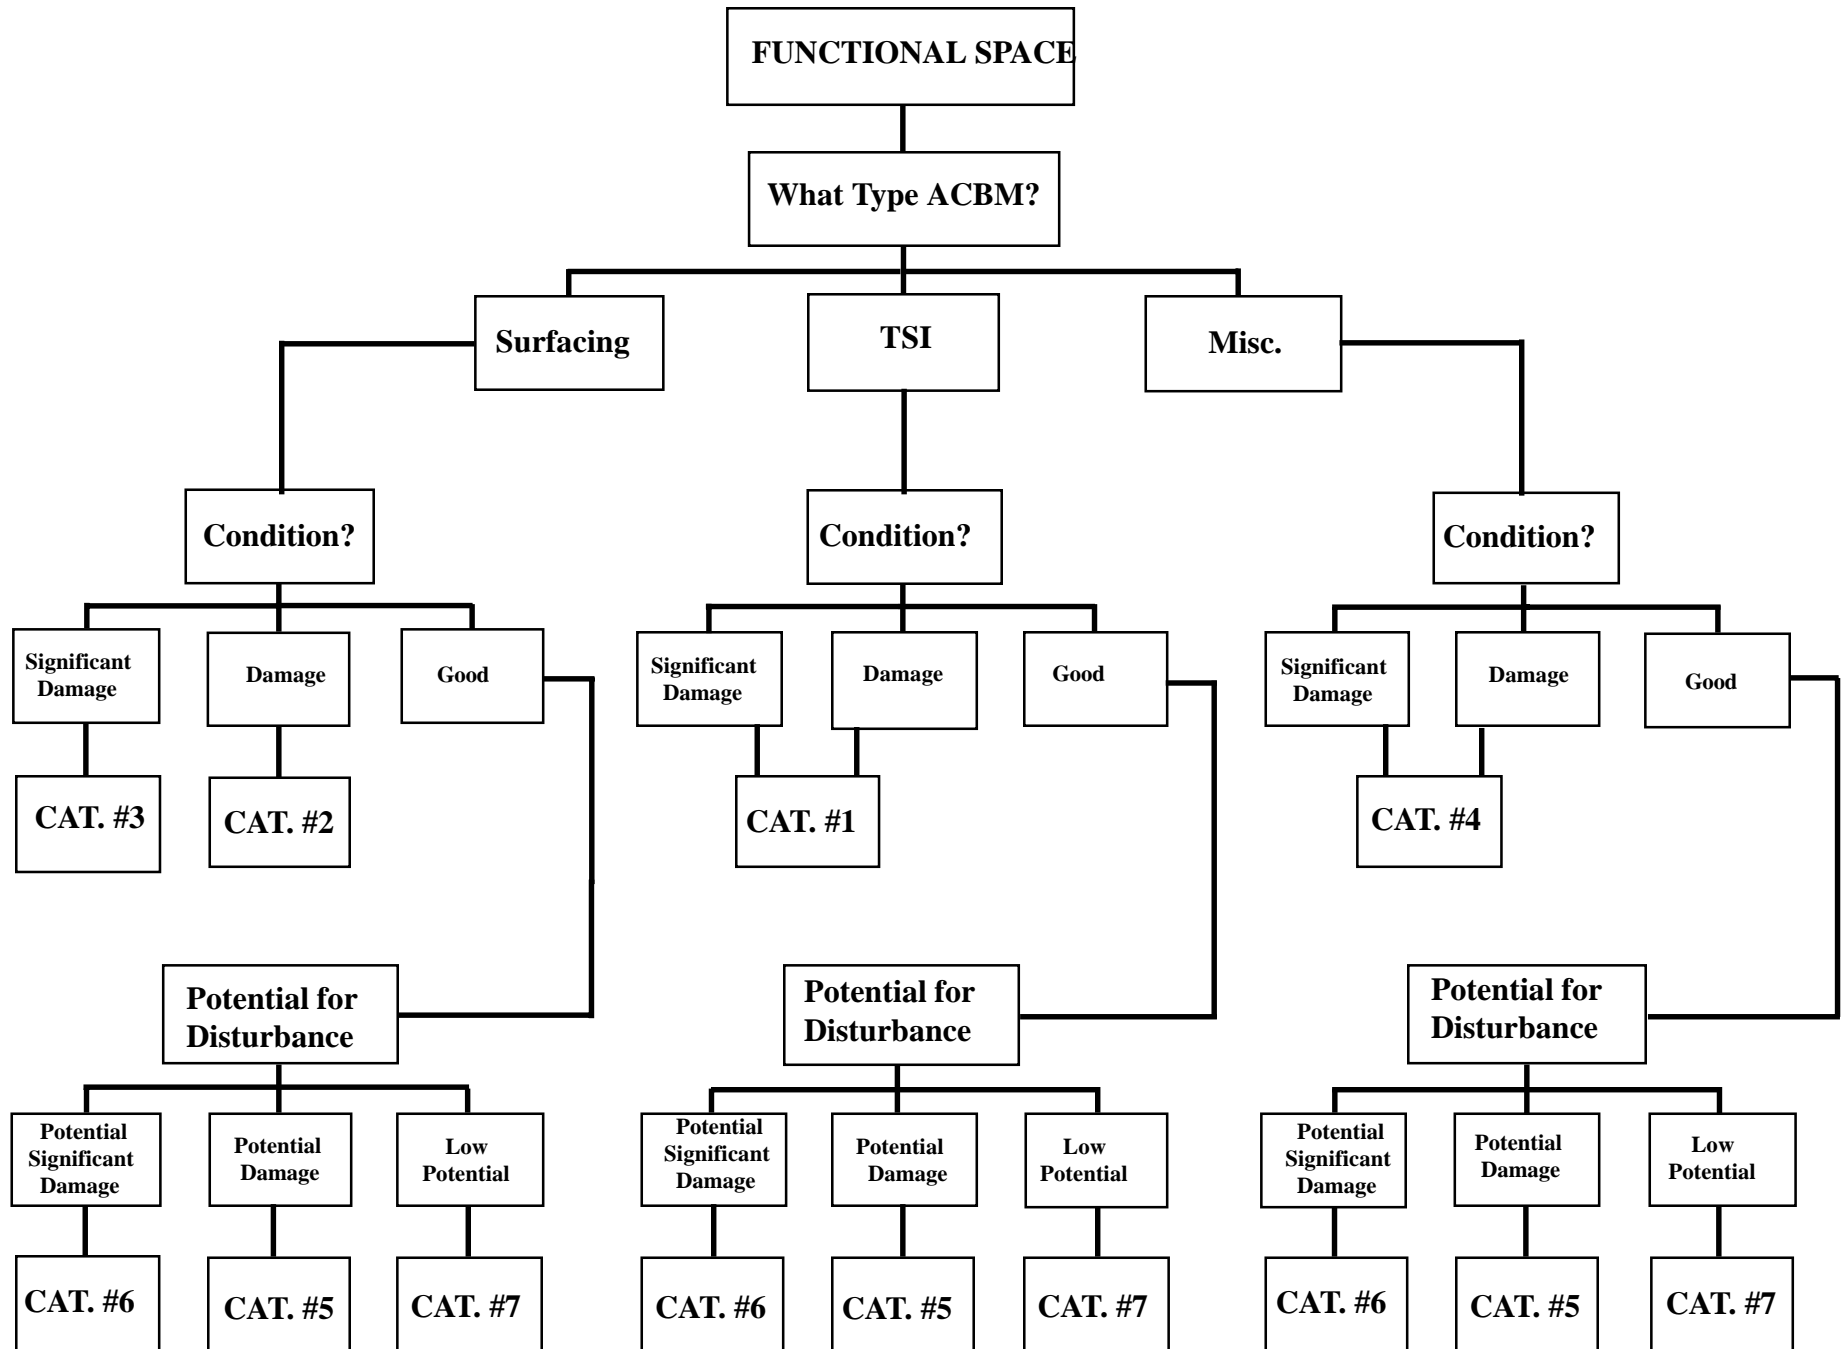 FUNCTIONAL SPACE
What Type ACBM?
Surfacing
TSI
Misc.
Condition?
Condition?
Condition?
Significant
Damage
Damage
Good
Significant
Damage
Damage
Good
Significant
Damage
Damage
Good
CAT. #3
CAT. #2
CAT. #1
CAT. #4
Potential for
Disturbance
Potential for
Disturbance
Potential for
Disturbance
Potential
Significant
Damage
Potential
Damage
Low
Potential
Potential
Significant
Damage
Potential
Damage
Low
Potential
Potential
Significant
Damage
Potential
Damage
Low
Potential
CAT. #6
CAT. #5
CAT. #7
CAT. #6
CAT. #5
CAT. #7
CAT. #6
CAT. #5
CAT. #7